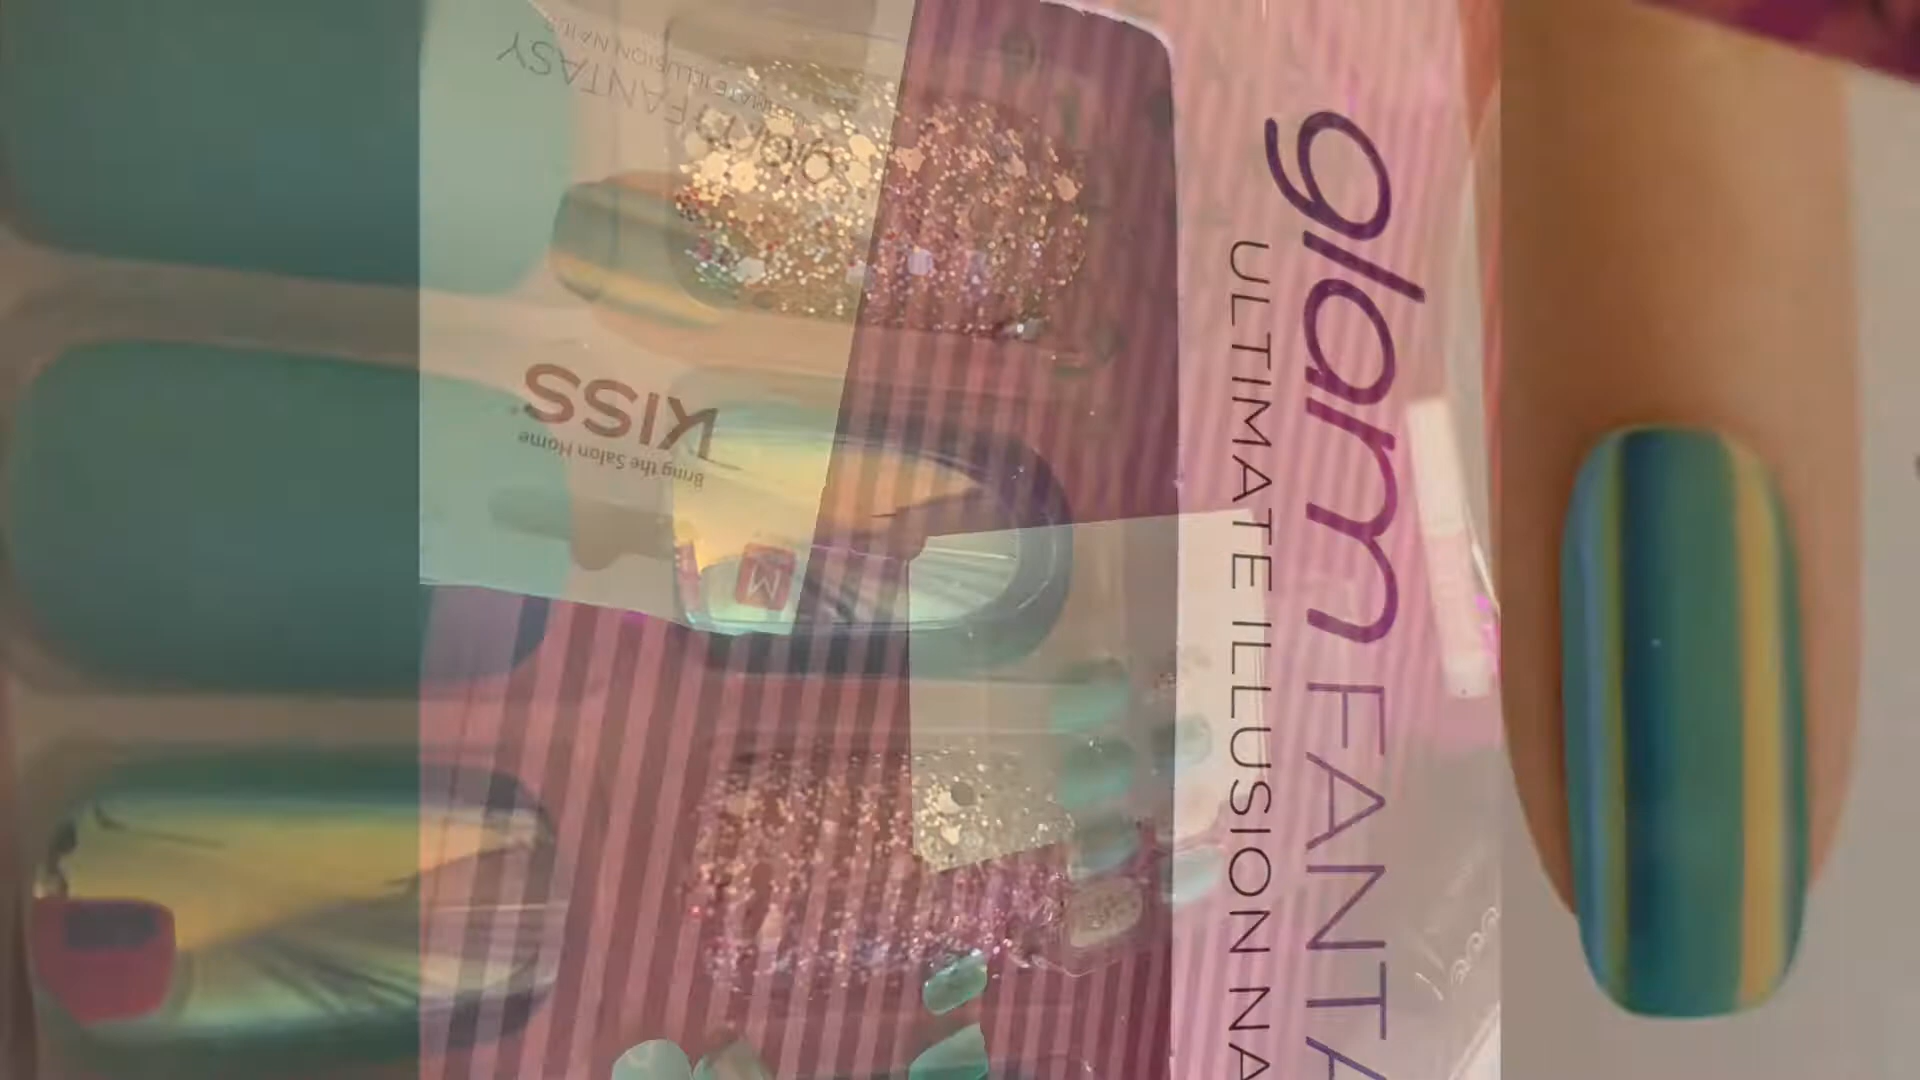 glam FANTA
ULTIMATE ILLUSION NA
glam FANTASY
KISS
Bring the Salon Home
M